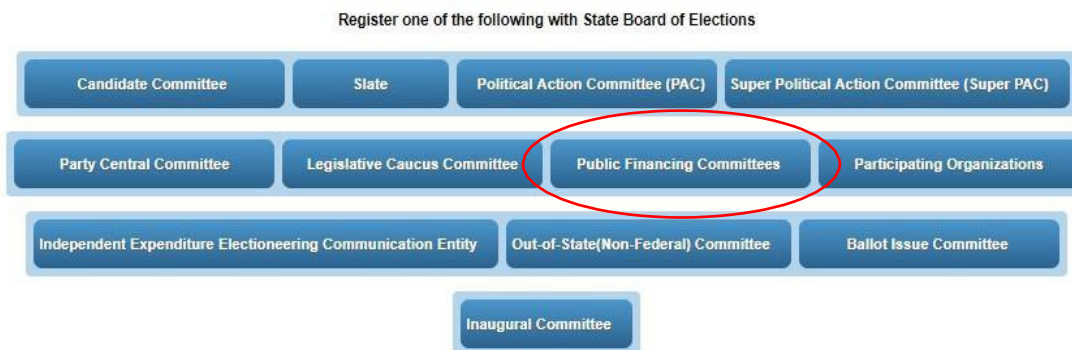 Register one of the following with State Board of Elections
Candidate Committee
Slate
Political Action Committee (PAC)
Super Political Action Committee (Super PAC)
Party Central Committee
Legislative Caucus Committee
Public Financing Committees
Participating Organizations
Independent Expenditure Electioneering Communication Entity
Out-of-State(Non-Federal) Committee
Ballot Issue Committee
Inaugural Committee